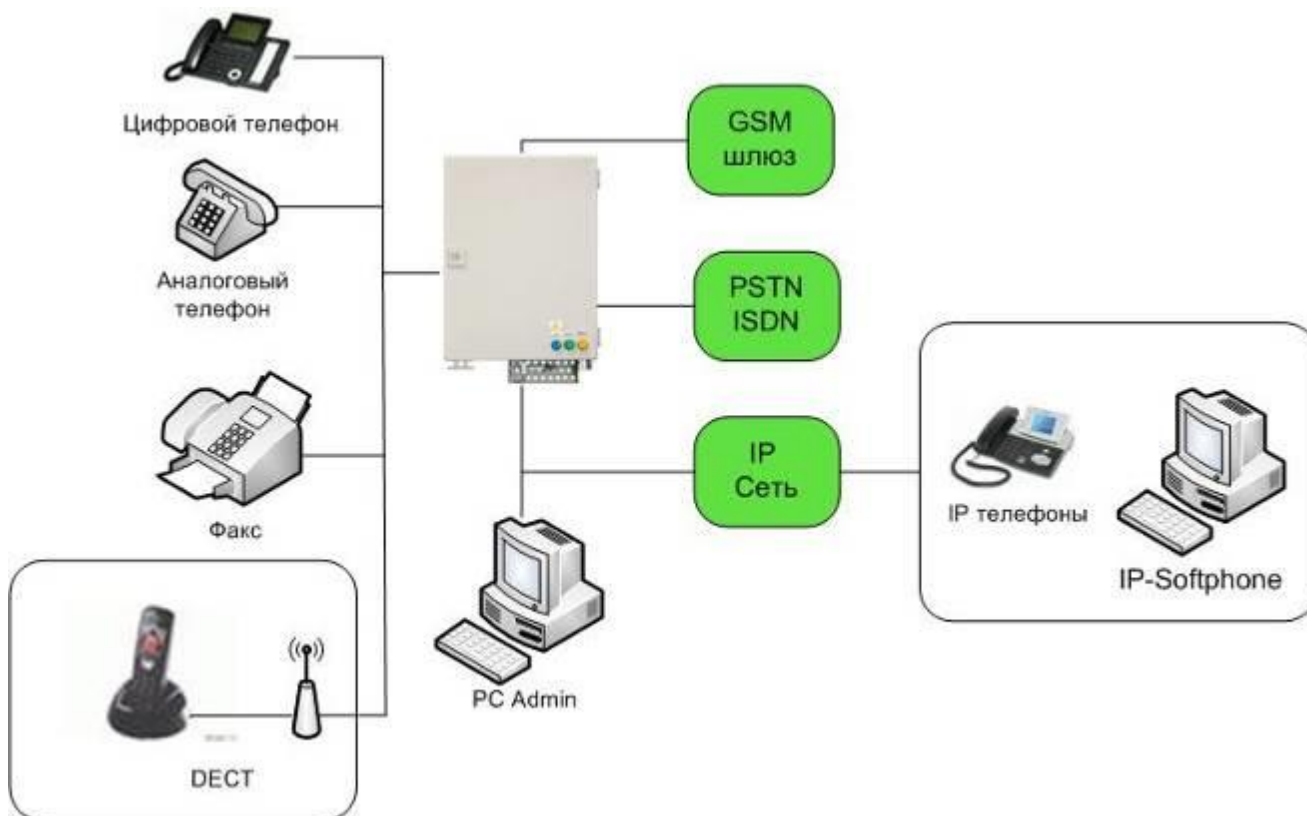 Цифровой телефон
Аналоговый
телефон
Факс
DECT
GSM
шлюз
PSTN
ISDN
IP
Сеть
PC Admin
IP телефоны
IP-Softphone